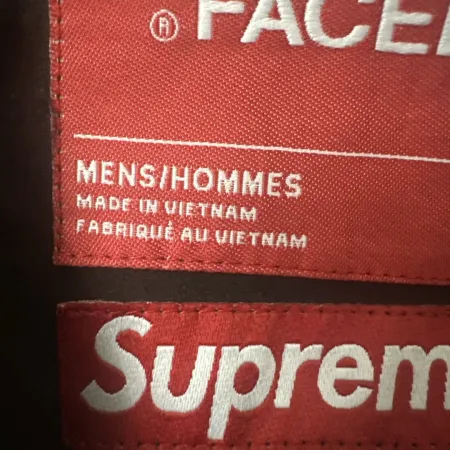 ® FACE
MENS/HOMMES
MADE IN VIETNAM
FABRIQUÉ AU VIETNAM
Suprem